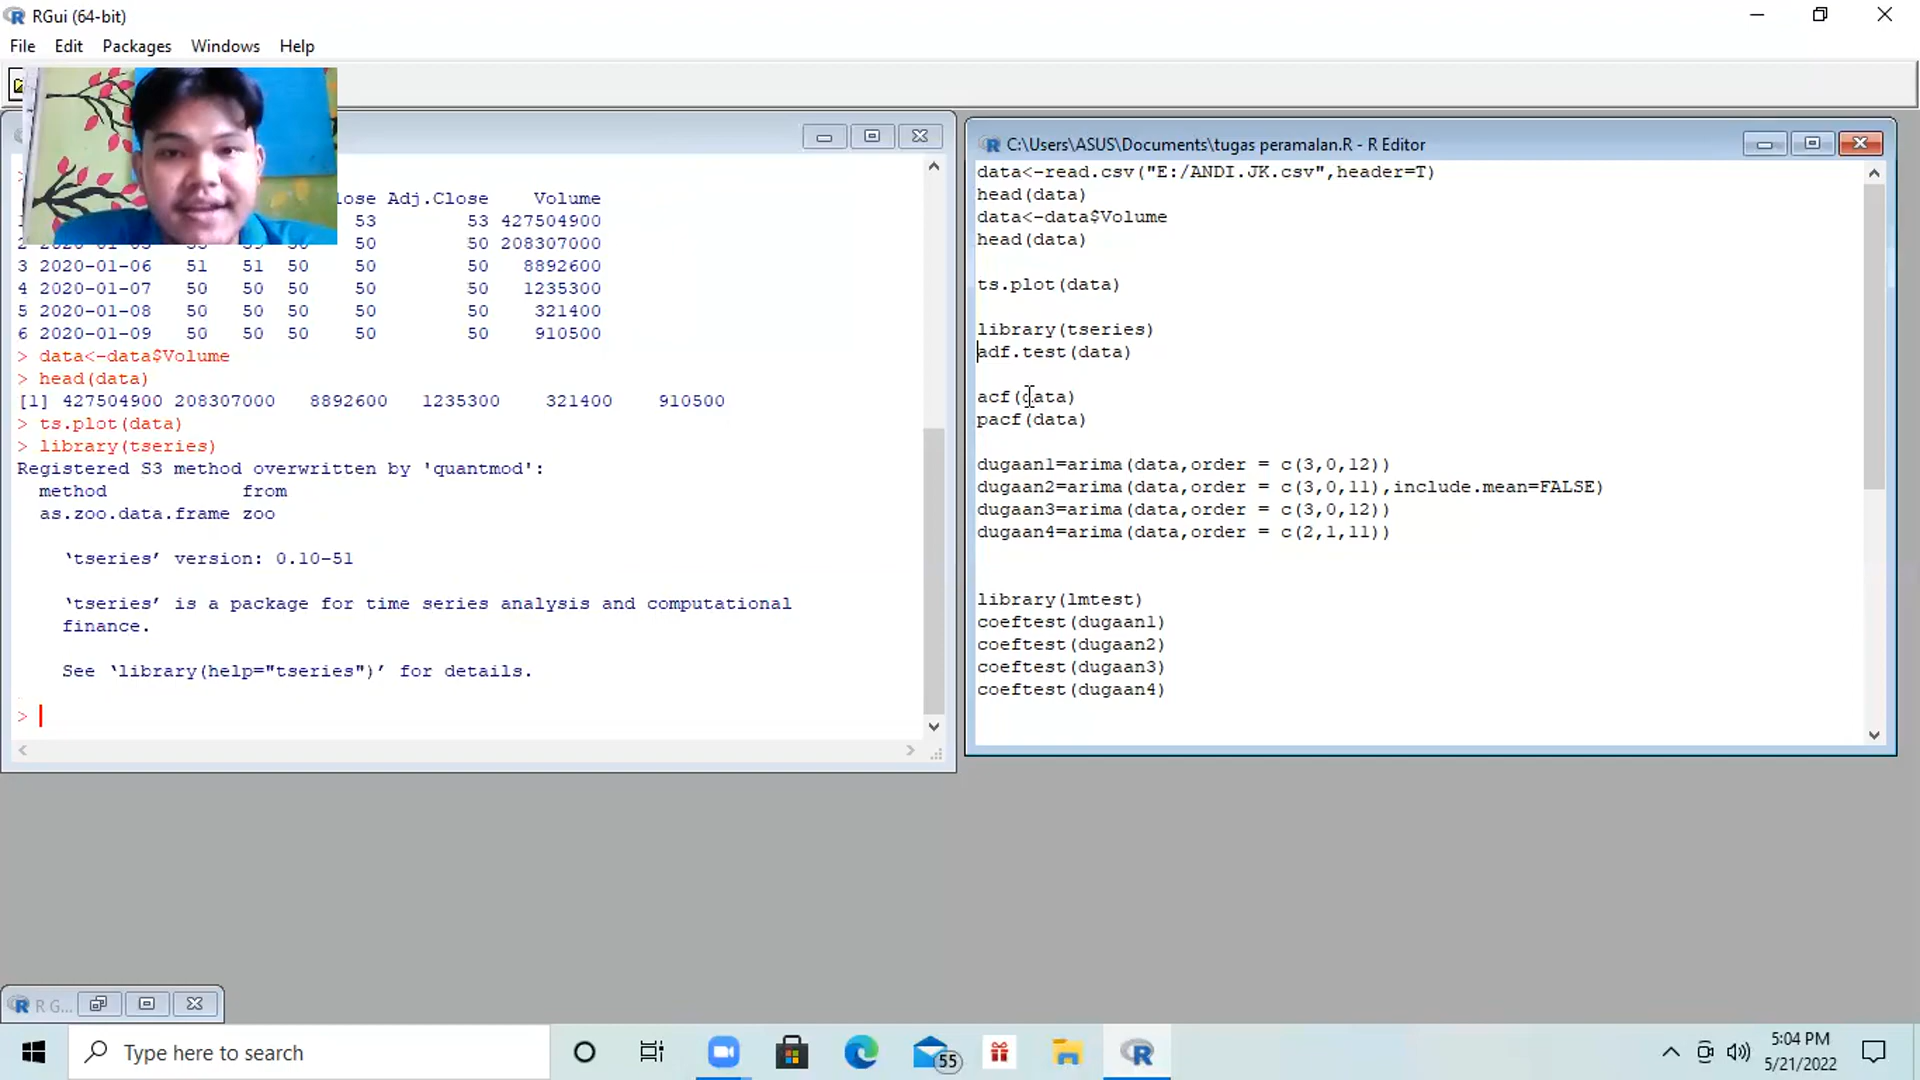 RGui (64-bit)
File Edit Packages Windows Help
lose Adj.Close Volume
53 53 427504900
50 50 208307000
3 2020-01-06 51 51 50 50 50 8892600
4 2020-01-07 50 50 50 50 50 1235300
5 2020-01-08 50 50 50 50 50 321400
6 2020-01-09 50 50 50 50 50 910500
> data<-data$Volume
> head(data)
[1] 427504900 208307000 8892600 1235300 321400 910500
> ts.plot(data)
> library(tseries)
Registered S3 method overwritten by 'quantmod':
method from
as.zoo.data.frame zoo
‘tseries’ version: 0.10-51
‘tseries’ is a package for time series analysis and computational
finance.
See ‘library(help="tseries")’ for details.
>
C:\Users\ASUS\Documents\tugas peramalan.R - R Editor
data<-read.csv("E:/ANDI.JK.csv",header=T)
head(data)
data<-data$Volume
head(data)
ts.plot(data)
library(tseries)
adf.test(data)
acf(data)
pacf(data)
dugaan1=arima(data,order = c(3,0,12))
dugaan2=arima(data,order = c(3,0,11),include.mean=FALSE)
dugaan3=arima(data,order = c(3,0,12))
dugaan4=arima(data,order = c(2,1,11))
library(lmtest)
coeftest(dugaan1)
coeftest(dugaan2)
coeftest(dugaan3)
coeftest(dugaan4)
R G...
Type here to search
55
5:04 PM
5/21/2022